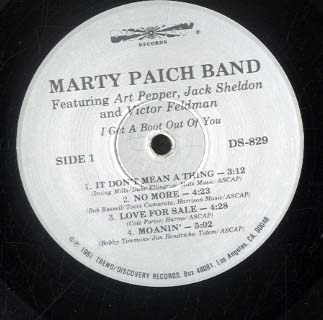 RECORDS
MARTY PAICH BAND
Featuring Art Pepper, Jack Sheldon
and Victor Feldman
I Get A Boot Out Of You
SIDE 1
DS-829
1. IT DON'T MEAN A THING — 3:12
(Irving Mills/Duke Ellington/Mills Music/ASCAP)
2. NO MORE — 4:23
(Bob Russell/Toots Camarata/Harrison Music/ASCAP)
3. LOVE FOR SALE — 4:28
(Cole Porter/Harms/ASCAP)
4. MOANIN' — 5:02
(Bobby Timmons/Jon Hendricks/Totem/ASCAP)
℗© 1981 TREND/DISCOVERY RECORDS, Box 48081, Los Angeles, CA. 90048